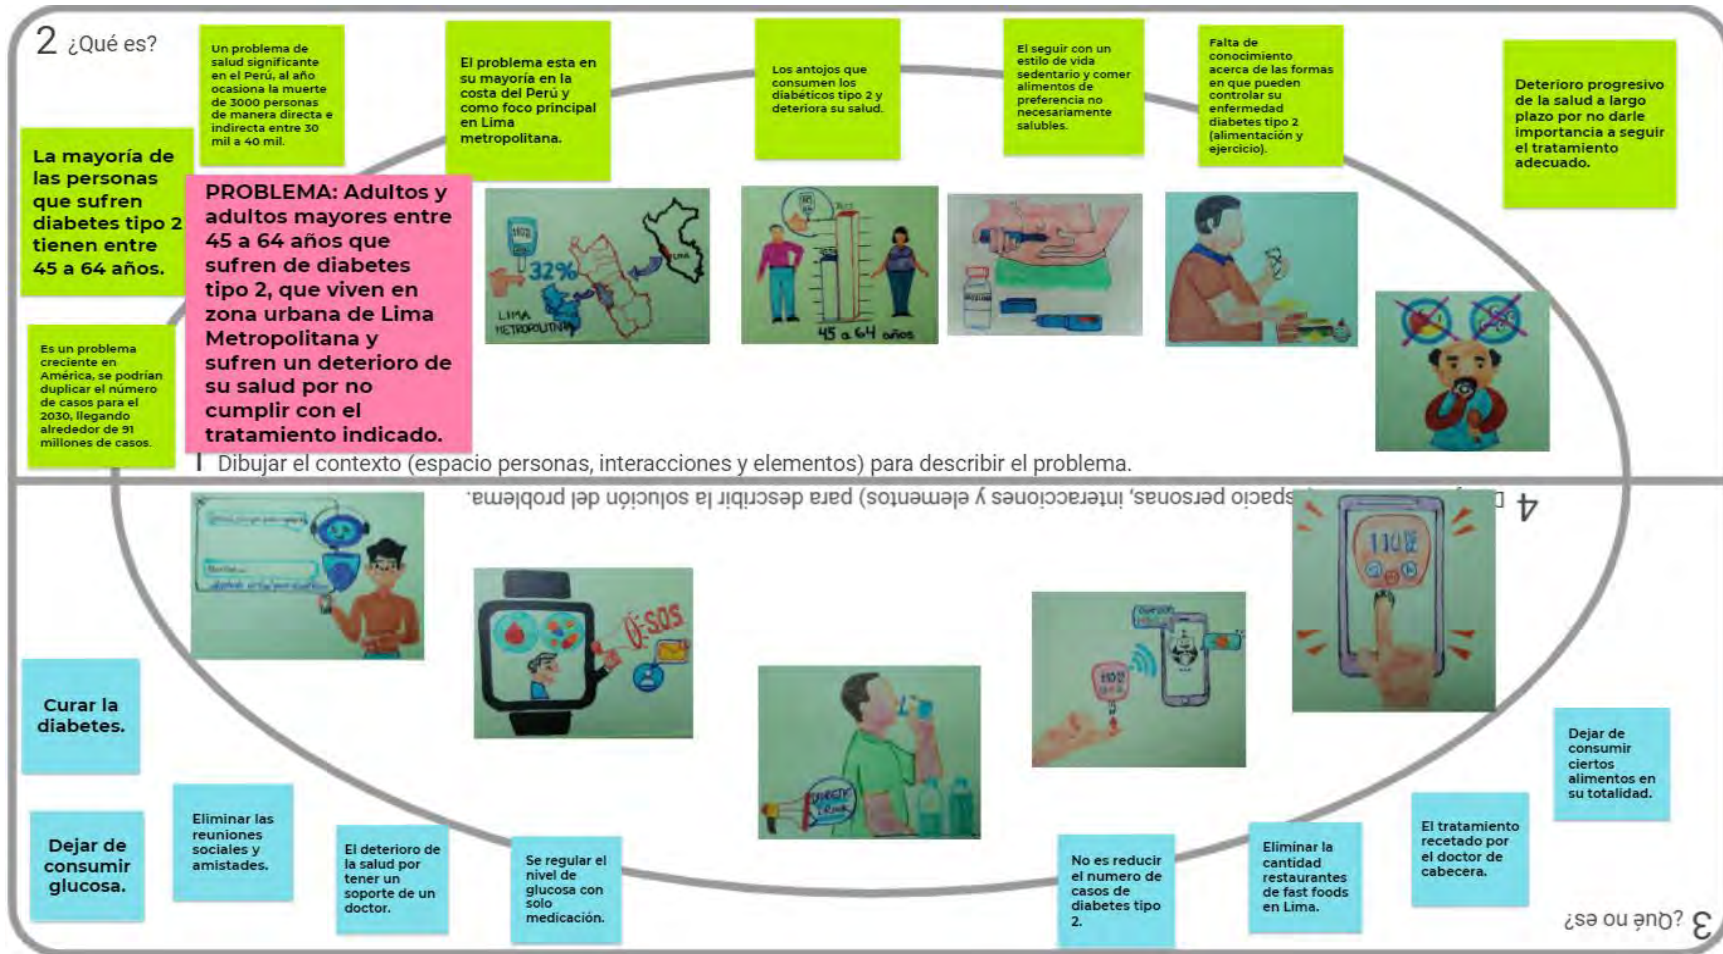 2 ¿Qué es?
Un problema de
salud significante
en el Perú, al año
ocasiona la muerte
de 3000 personas
de manera directa e
indirecta entre 30
mil a 40 mil.
El problema esta en
su mayoría en la
costa del Perú y
como foco principal
en Lima
metropolitana.
Los antojos que
consumen los
diabéticos tipo 2 y
deteriora su salud.
El seguir con un
estilo de vida
sedentario y comer
alimentos de
preferencia no
necesariamente
salubles.
Falta de
conocimiento
acerca de las formas
en que pueden
controlar su
enfermedad
diabetes tipo 2
(alimentación y
ejercicio).
Deterioro progresivo
de la salud a largo
plazo por no darle
importancia a seguir
el tratamiento
adecuado.
La mayoría de
las personas
que sufren
diabetes tipo 2
tienen entre
45 a 64 años.
PROBLEMA: Adultos y
adultos mayores entre
45 a 64 años que
sufren de diabetes
tipo 2, que viven en
zona urbana de Lima
Metropolitana y
sufren un deterioro de
su salud por no
cumplir con el
tratamiento indicado.
Es un problema
creciente en
América, se podrían
duplicar el número
de casos para el
2030, llegando
alrededor de 91
millones de casos.
32%
LIMA
METROPOLITANA
45 a 64 años
1 Dibujar el contexto (espacio personas, interacciones y elementos) para describir el problema.
4
spacio personas, interacciones y elementos) para describir la solución del problema.
SOS
110
DIABETIC
DRINK
110
Curar la
diabetes.
Dejar de
consumir
glucosa.
Eliminar las
reuniones
sociales y
amistades.
El deterioro de
la salud por
tener un
soporte de un
doctor.
Se regular el
nivel de
glucosa con
solo
medicación.
No es reducir
el numero de
casos de
diabetes tipo
2.
Eliminar la
cantidad
restaurantes
de fast foods
en Lima.
El tratamiento
recetado por
el doctor de
cabecera.
Dejar de
consumir
ciertos
alimentos en
su totalidad.
3 ¿Qué no es?